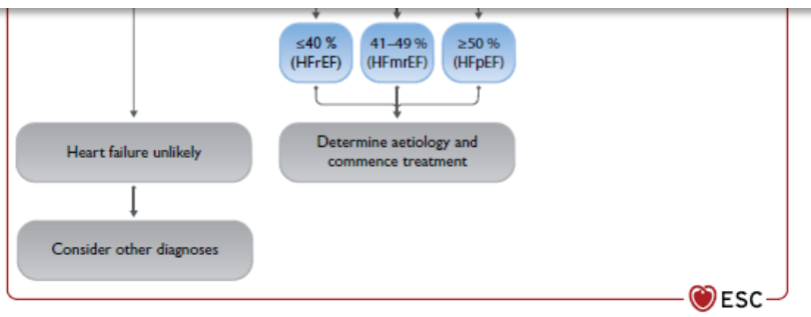 ≤40 %
(HFrEF)
41–49 %
(HFmrEF)
≥50 %
(HFpEF)
Heart failure unlikely
Determine aetiology and
commence treatment
Consider other diagnoses
ESC